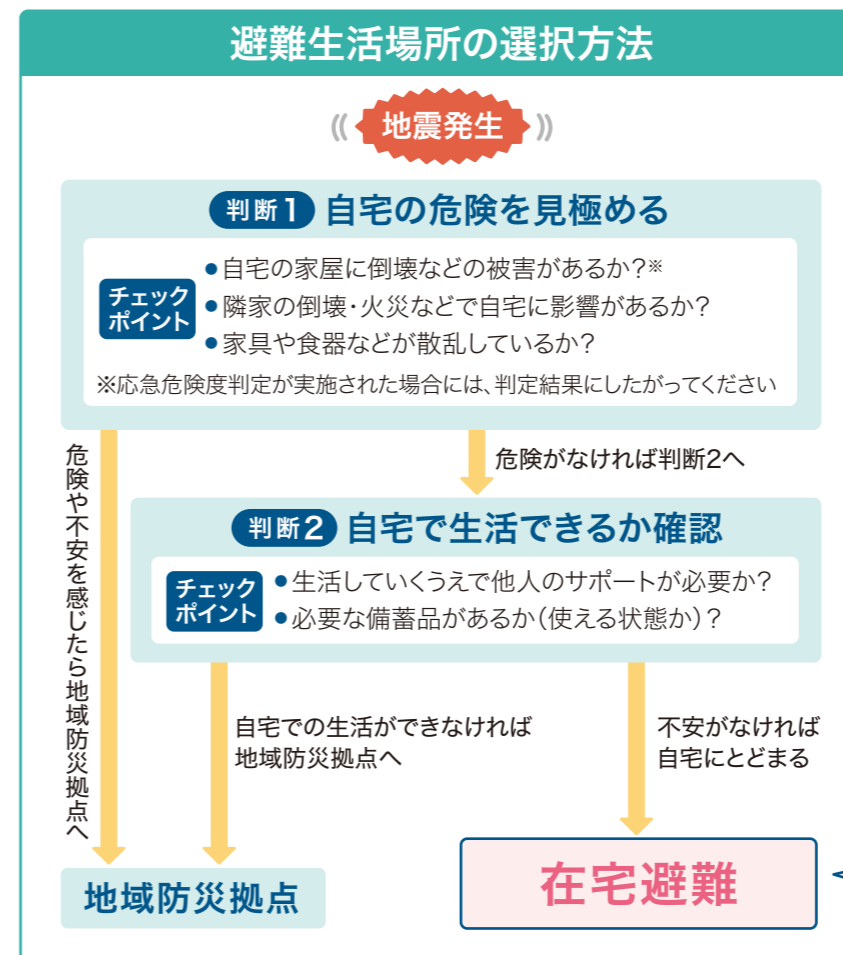 避難生活場所の選択方法
地震発生
判断1 自宅の危険を見極める
チェック
ポイント
●自宅の家屋に倒壊などの被害があるか?※
●隣家の倒壊・火災などで自宅に影響があるか?
●家具や食器などが散乱しているか?
※応急危険度判定が実施された場合には、判定結果にしたがってください
危険や不安を感じたら地域防災拠点へ
危険がなければ判断2へ
判断2 自宅で生活できるか確認
チェック
ポイント
●生活していくうえで他人のサポートが必要か?
●必要な備蓄品があるか(使える状態か)?
自宅での生活ができなければ
地域防災拠点へ
不安がなければ
自宅にとどまる
地域防災拠点
在宅避難